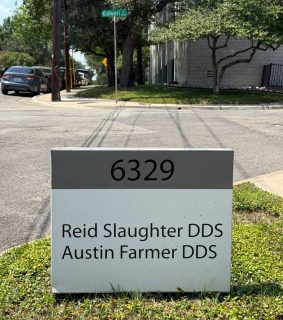 6329
Reid Slaughter DDS
Austin Farmer DDS